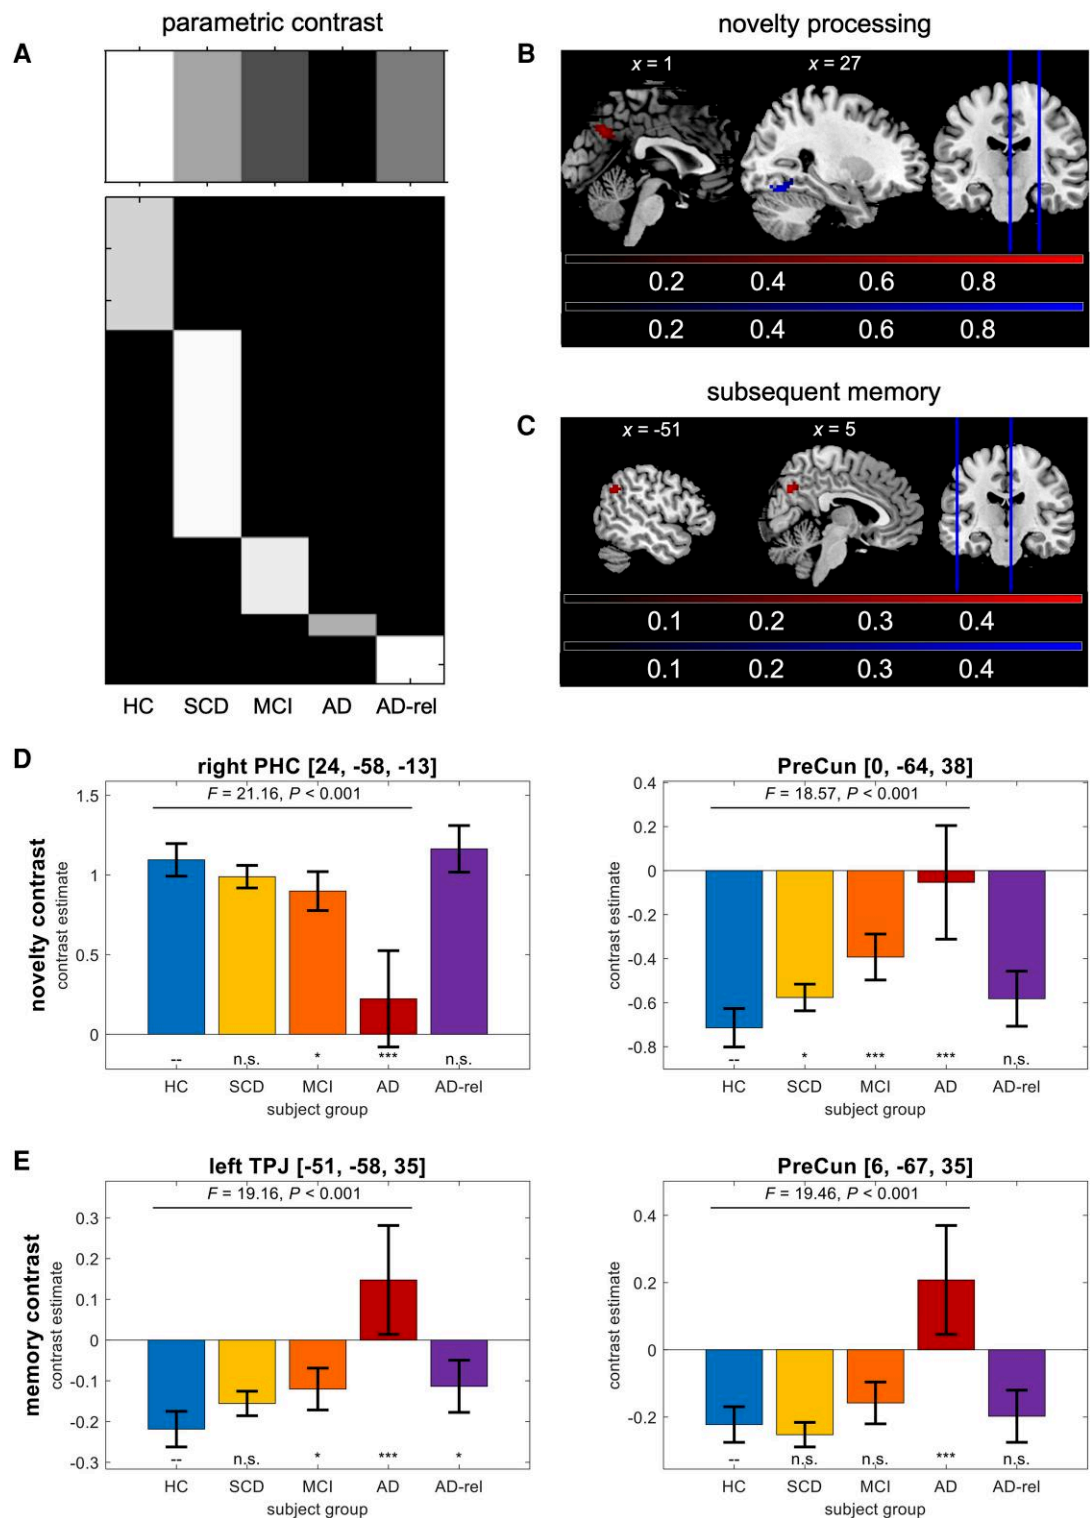 A
parametric contrast
HC SCD MCI AD AD-rel
B
novelty processing
x = 1 x = 27
0.2 0.4 0.6 0.8
0.2 0.4 0.6 0.8
subsequent memory
C
x = -51 x = 5
0.1 0.2 0.3 0.4
0.1 0.2 0.3 0.4
D
novelty contrast
contrast estimate
right PHC [24, -58, -13]
F = 21.16, P < 0.001
1.5
1
0.5
0
-- n.s. * *** n.s.
HC SCD MCI AD AD-rel
subject group
PreCun [0, -64, 38]
F = 18.57, P < 0.001
contrast estimate
0.4
0.2
0
-0.2
-0.4
-0.6
-0.8
-- * *** *** n.s.
HC SCD MCI AD AD-rel
subject group
E
memory contrast
contrast estimate
left TPJ [-51, -58, 35]
F = 19.16, P < 0.001
0.3
0.2
0.1
0
-0.1
-0.2
-0.3
-- n.s. * *** *
HC SCD MCI AD AD-rel
subject group
PreCun [6, -67, 35]
F = 19.46, P < 0.001
contrast estimate
0.4
0.2
0
-0.2
-- n.s. n.s. *** n.s.
HC SCD MCI AD AD-rel
subject group